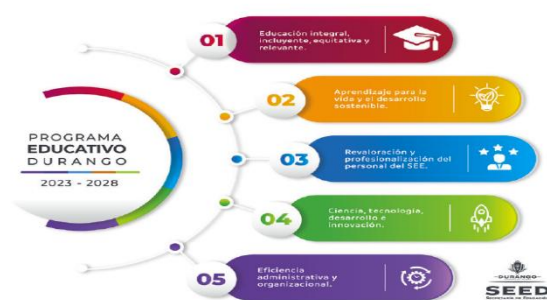 PROGRAMA
EDUCATIVO
DURANGO
2023 - 2028
01
Educación integral,
incluyente, equitativa y
relevante.
02
Aprendizaje para la
vida y el desarrollo
sostenible.
03
Revaloración y
profesionalización del
personal del SEE.
04
Ciencia, tecnología,
desarrollo e
innovación.
05
Eficiencia
administrativa y
organizacional.
DURANGO
SEED